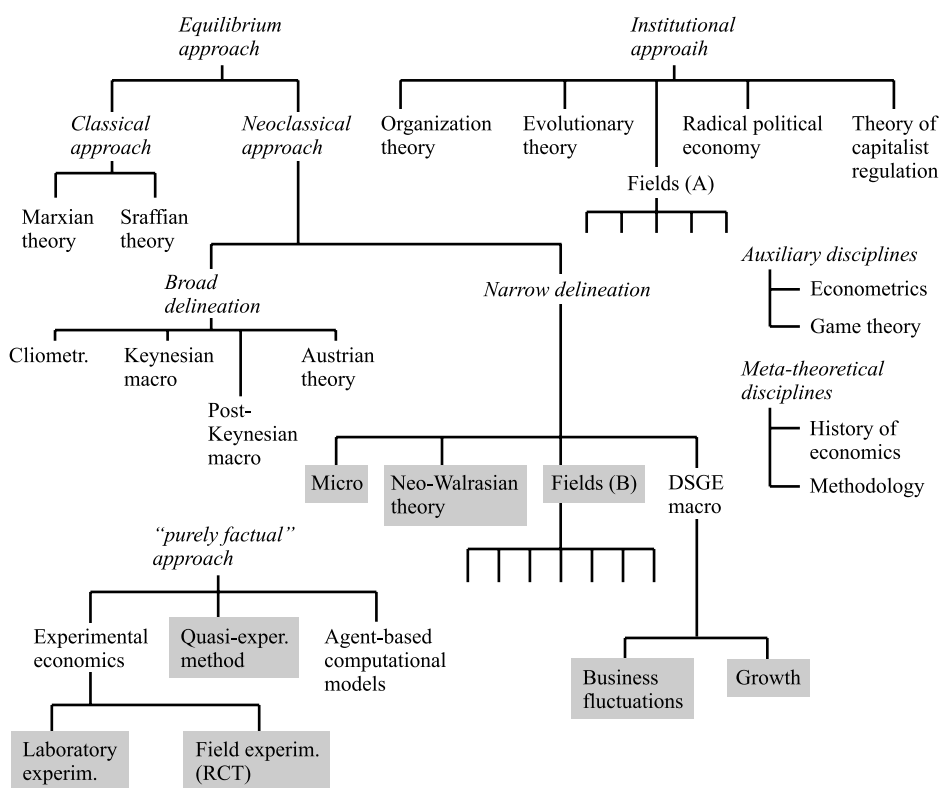 Equilibrium
approach
Institutional
approaih
Classical
approach
Neoclassical
approach
Organization
theory
Evolutionary
theory
Radical political
economy
Theory of
capitalist
regulation
Fields (A)
Marxian
theory
Sraffian
theory
Auxiliary disciplines
Econometrics
Game theory
Broad
delineation
Narrow delineation
Cliometr.
Keynesian
macro
Austrian
theory
Post-
Keynesian
macro
Meta-theoretical
disciplines
History of
economics
Methodology
Micro
Neo-Walrasian
theory
Fields (B)
DSGE
macro
“purely factual”
approach
Experimental
economics
Quasi-exper.
method
Agent-based
computational
models
Business
fluctuations
Growth
Laboratory
experim.
Field experim.
(RCT)